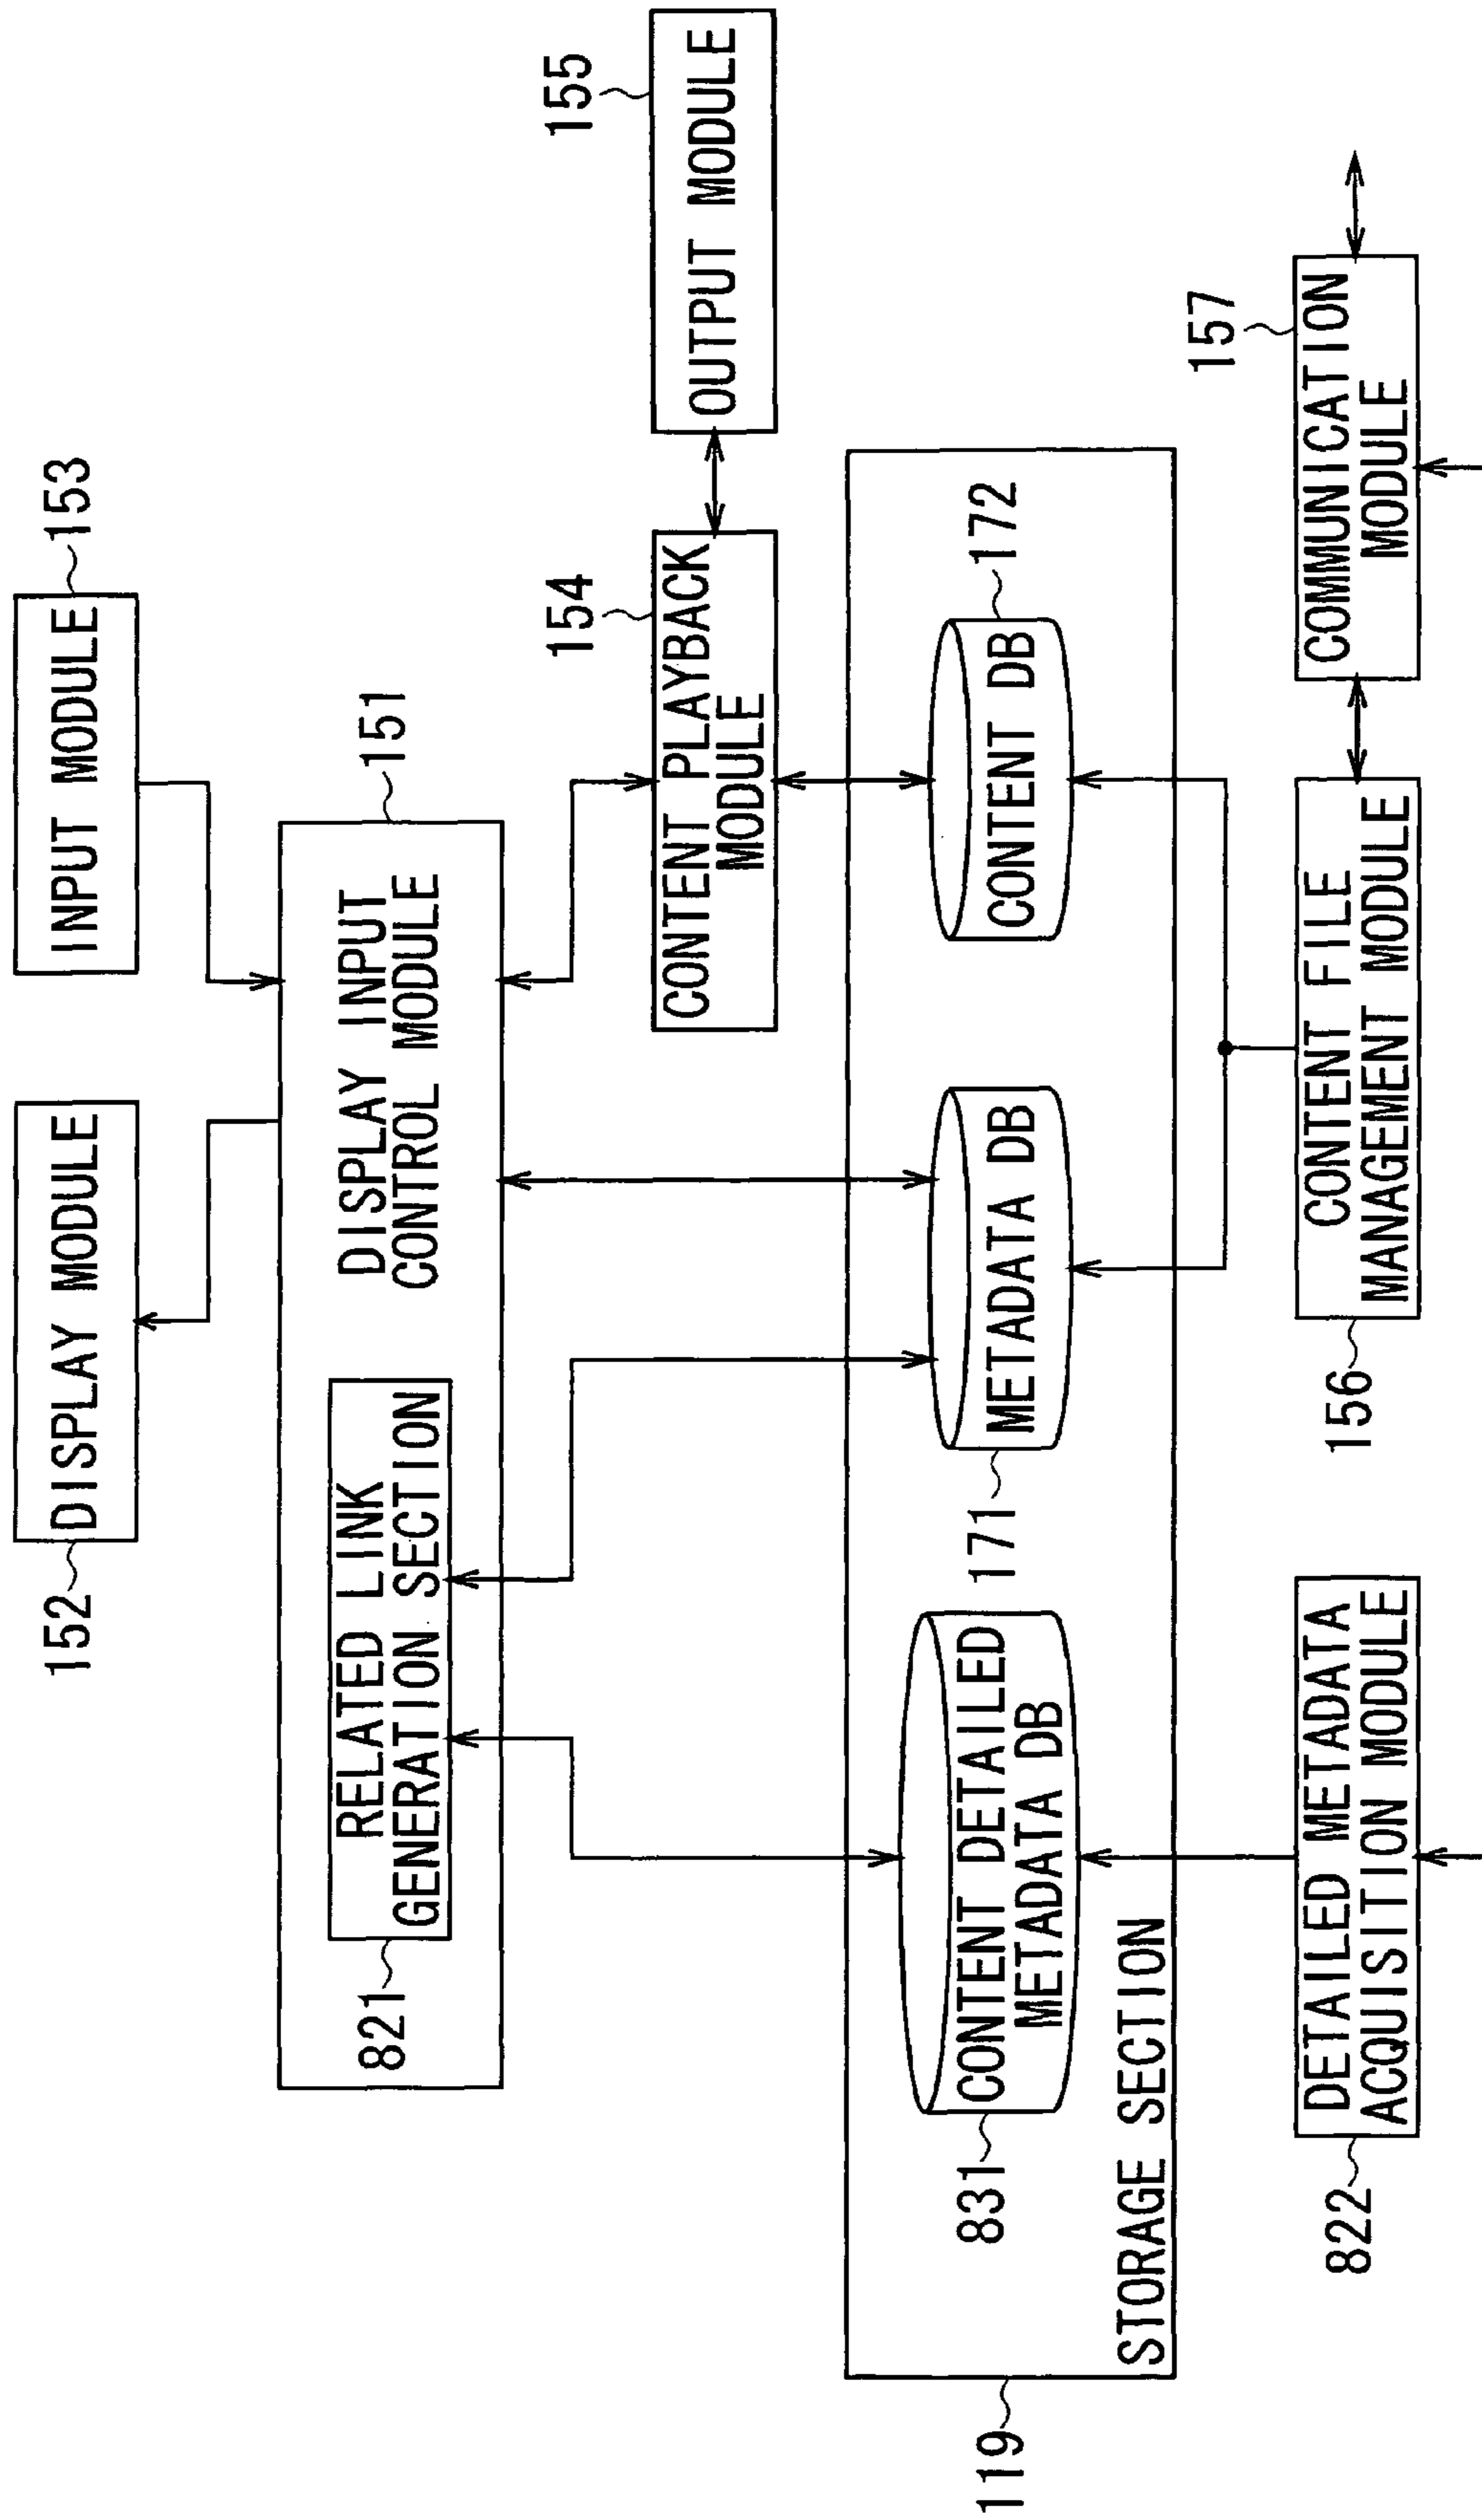 152
DISPLAY MODULE
INPUT MODULE
153
821
RELATED LINK
GENERATION SECTION
DISPLAY INPUT
CONTROL MODULE
151
154
CONTENT PLAYBACK
MODULE
155
OUTPUT MODULE
119
STORAGE SECTION
831
CONTENT DETAILED
METADATA DB
171
METADATA DB
CONTENT DB
172
822
DETAILED METADATA
ACQUISITION MODULE
156
CONTENT FILE
MANAGEMENT MODULE
157
COMMUNICATION
MODULE